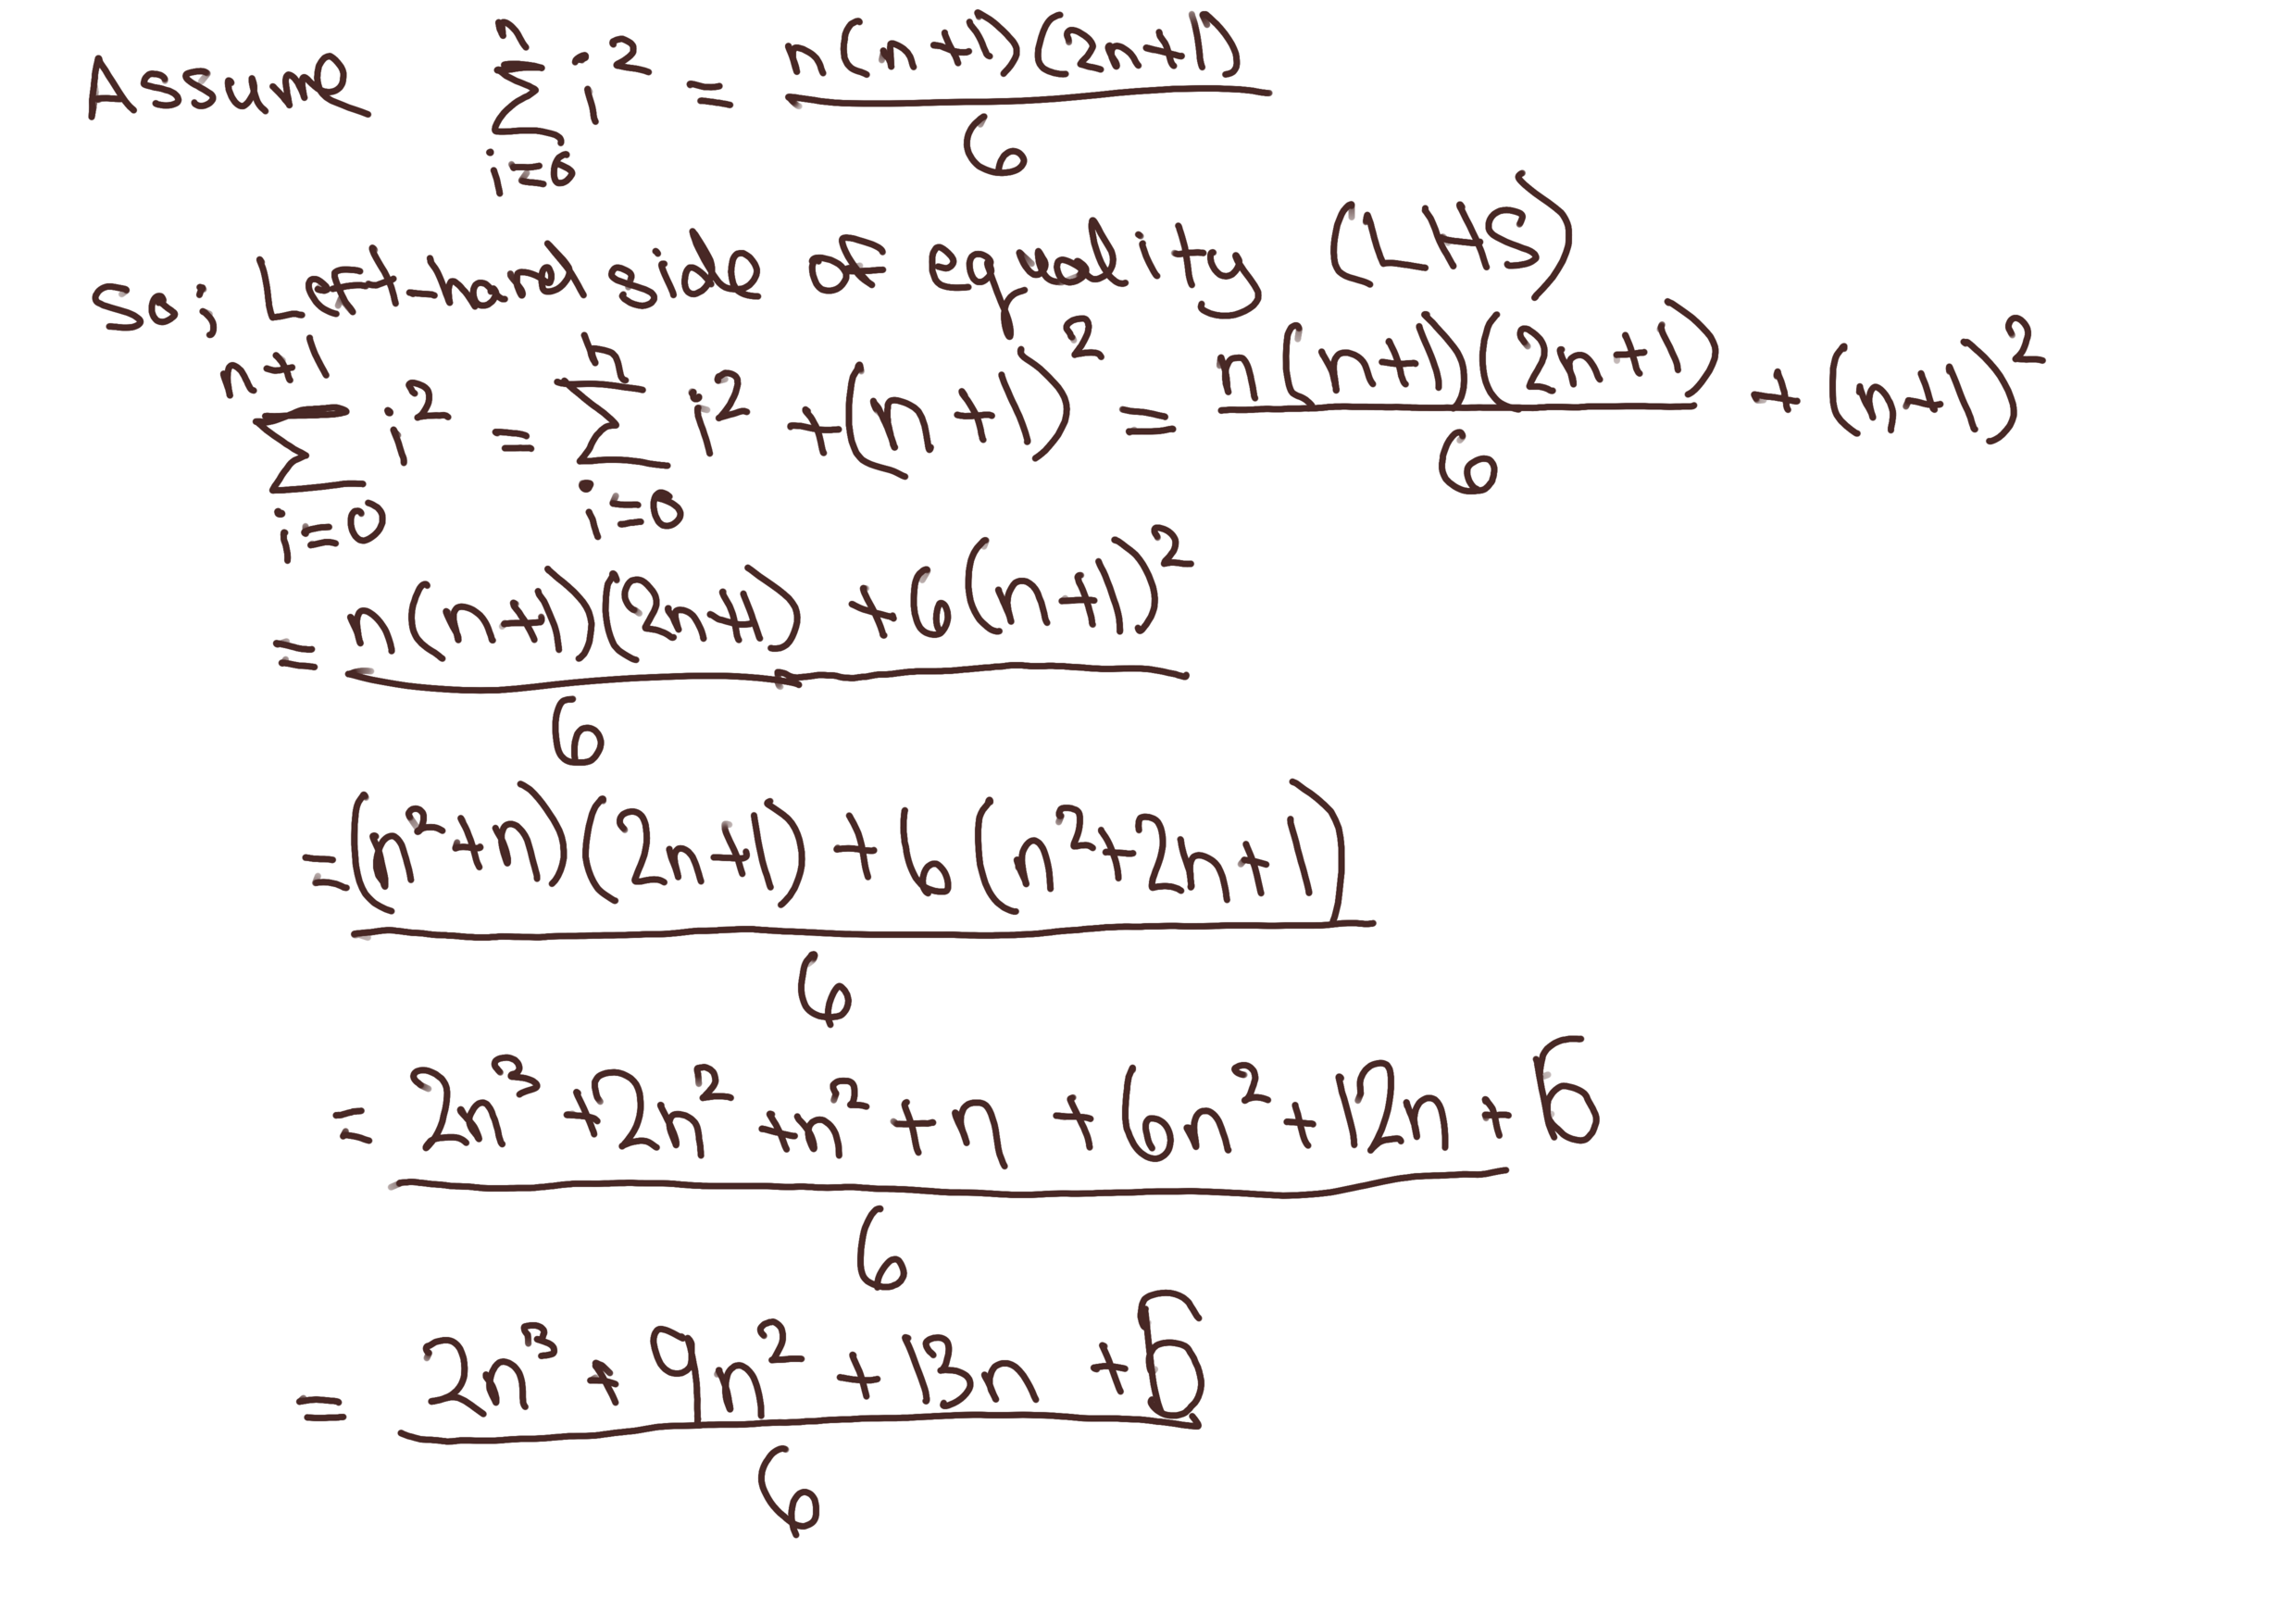 Assume \sum_{i=0}^{n} i^2 = \frac{n(n+1)(2n+1)}{6}
So; Left-hand side of equality (LHS)
\sum_{i=0}^{n+1} i^2 = \sum_{i=0}^{n} i^2 + (n+1)^2 = \frac{n(n+1)(2n+1)}{6} + (n+1)^2
= \frac{n(n+1)(2n+1) + 6(n+1)^2}{6}
= \frac{(n^2+n)(2n+1) + 6(n^2+2n+1)}{6}
= \frac{2n^3 + 2n^2 + n^2 + n + 6n^2 + 12n + 6}{6}
= \frac{2n^3 + 9n^2 + 13n + 6}{6}